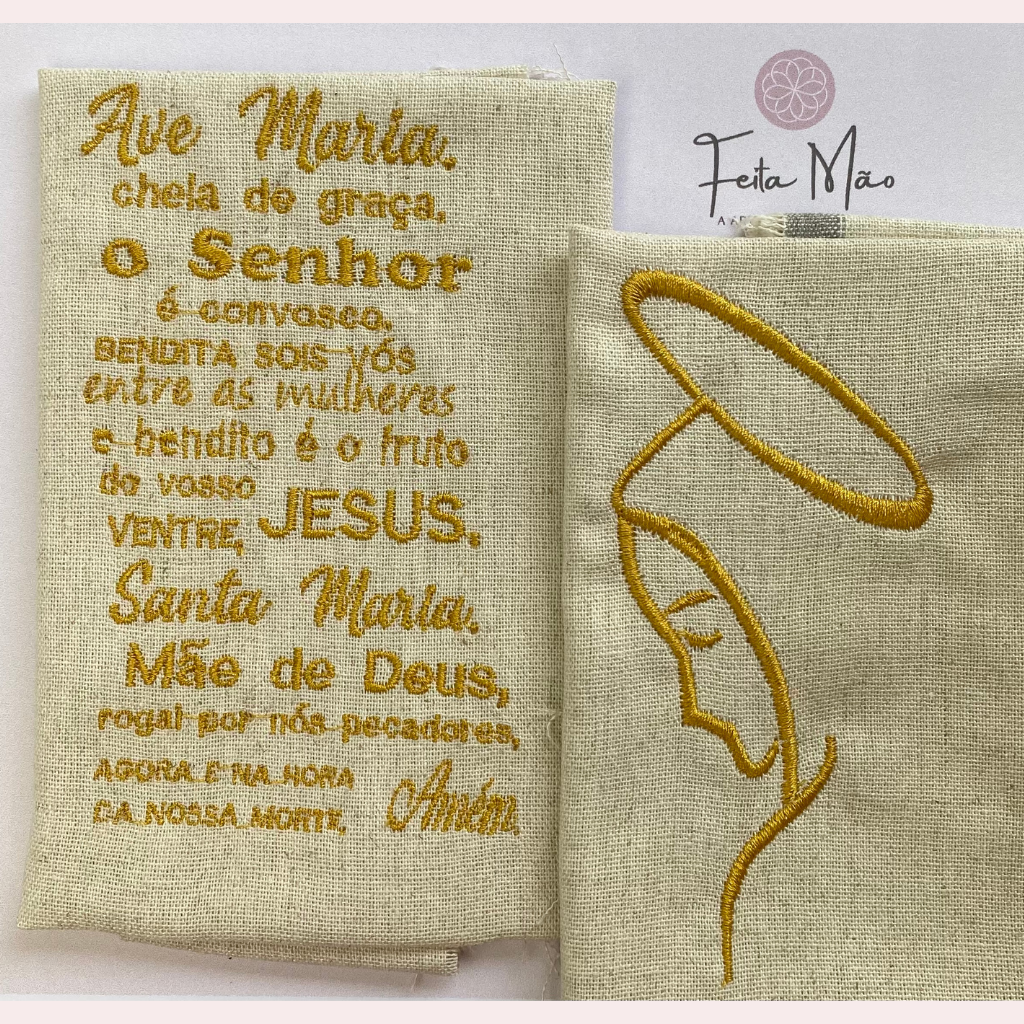 Ave Maria.
cheia de graça.
o Senhor
é convosco.
BENDITA SOIS VÓS
entre as mulheres
e bendito é o fruto
de vosso
VENTRE, JESUS.
Santa Maria.
Mãe de Deus,
rogai por nós pecadores,
AGORA E NA HORA
DA NOSSA MORTE.
Amém.
Feita Mão